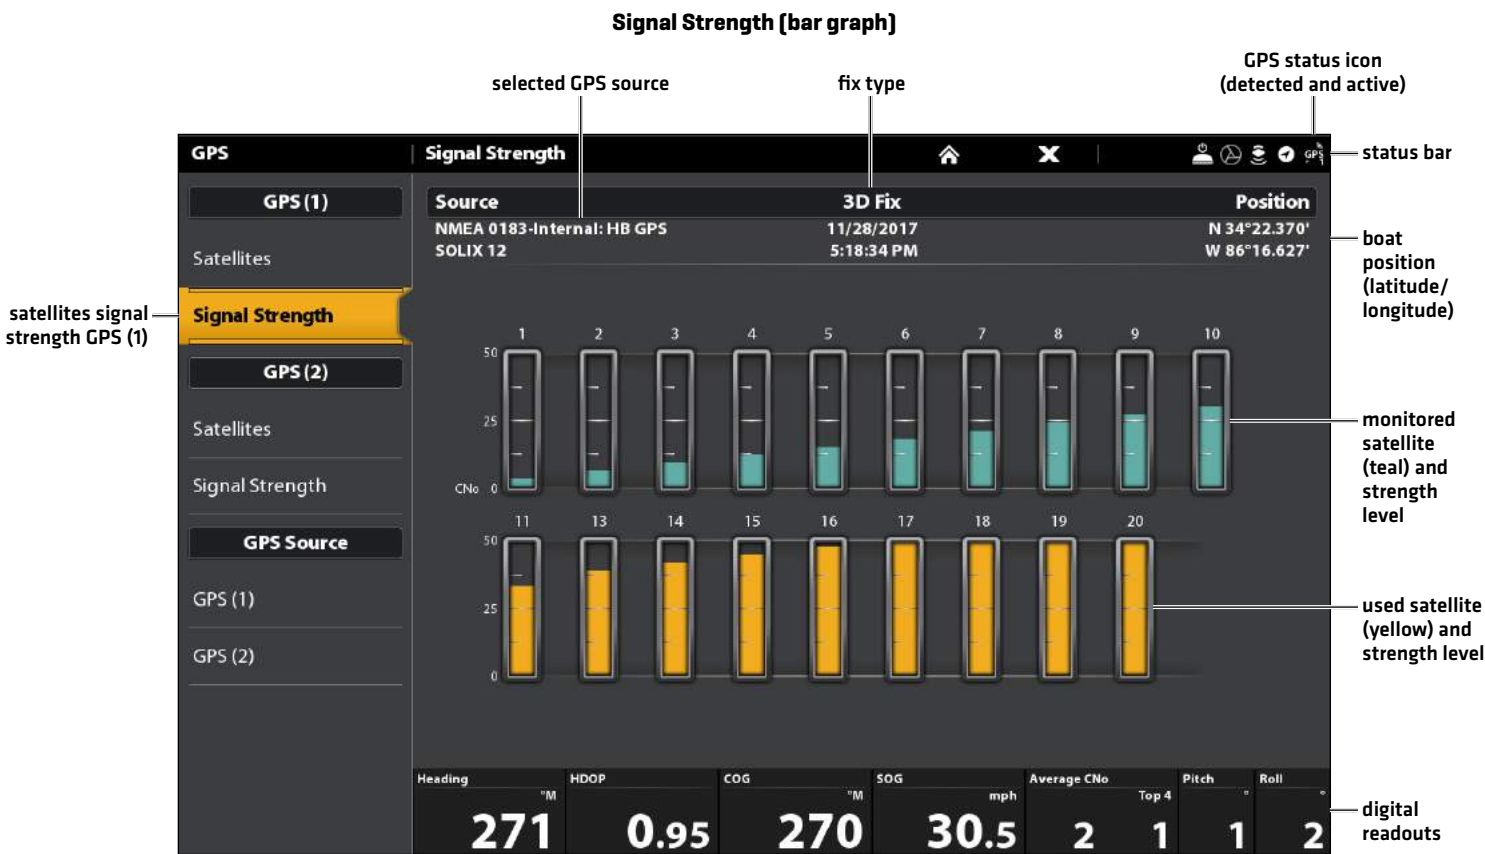 Signal Strength (bar graph)
GPS status icon
(detected and active)
selected GPS source
fix type
GPS
Signal Strength
GPS
status bar
GPS (1)
Satellites
Signal Strength
GPS (2)
Satellites
Signal Strength
GPS Source
GPS (1)
GPS (2)
satellites signal
strength GPS (1)
Source
3D Fix
Position
NMEA 0183-Internal: HB GPS
11/28/2017
N 34°22.370'
SOLIX 12
5:18:34 PM
W 86°16.627'
boat
position
(latitude/
longitude)
1 2 3 4 5 6 7 8 9 10
50
25
CNo 0
monitored
satellite
(teal) and
strength
level
11 13 14 15 16 17 18 19 20
50
25
0
used satellite
(yellow) and
strength level
Heading
°M
271
HDOP
0.95
COG
°M
270
SOG
mph
30.5
Average CNo
Top 4
2 1
Pitch
°
1
Roll
°
2
digital
readouts